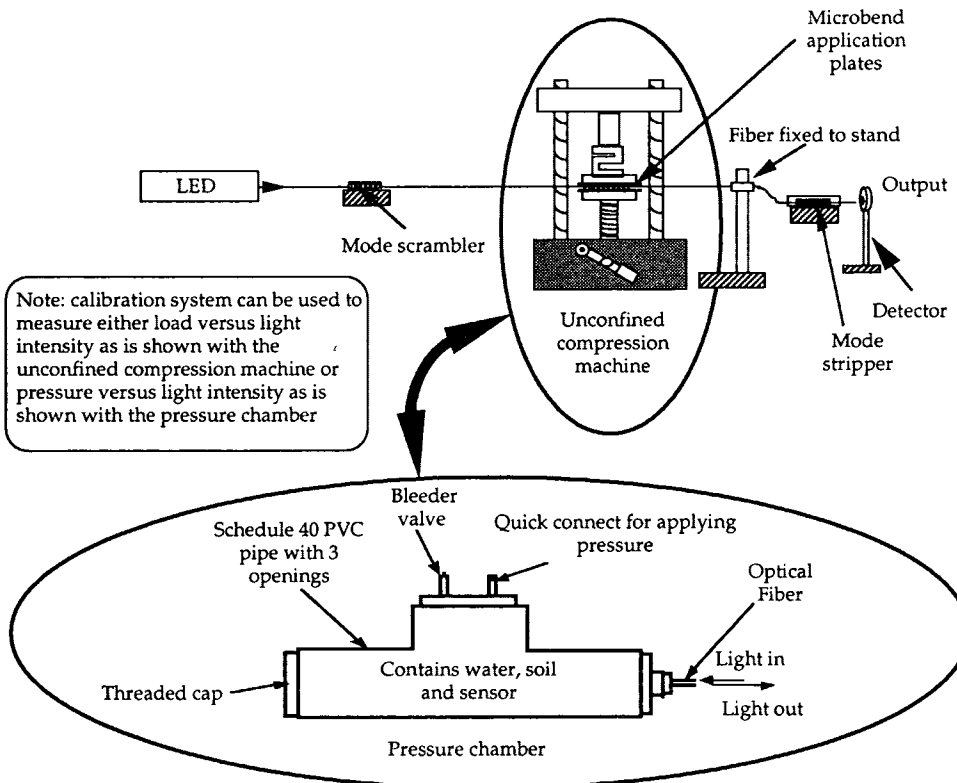 Microbend
application
plates
Fiber fixed to stand
LED
Output
Mode scrambler
Detector
Mode
stripper
Unconfined
compression
machine
Note: calibration system can be used to
measure either load versus light
intensity as is shown with the
unconfined compression machine or
pressure versus light intensity as is
shown with the pressure chamber
Bleeder
valve
Schedule 40 PVC
pipe with 3
openings
Quick connect for applying
pressure
Optical
Fiber
Contains water, soil
and sensor
Threaded cap
Light in
Light out
Pressure chamber